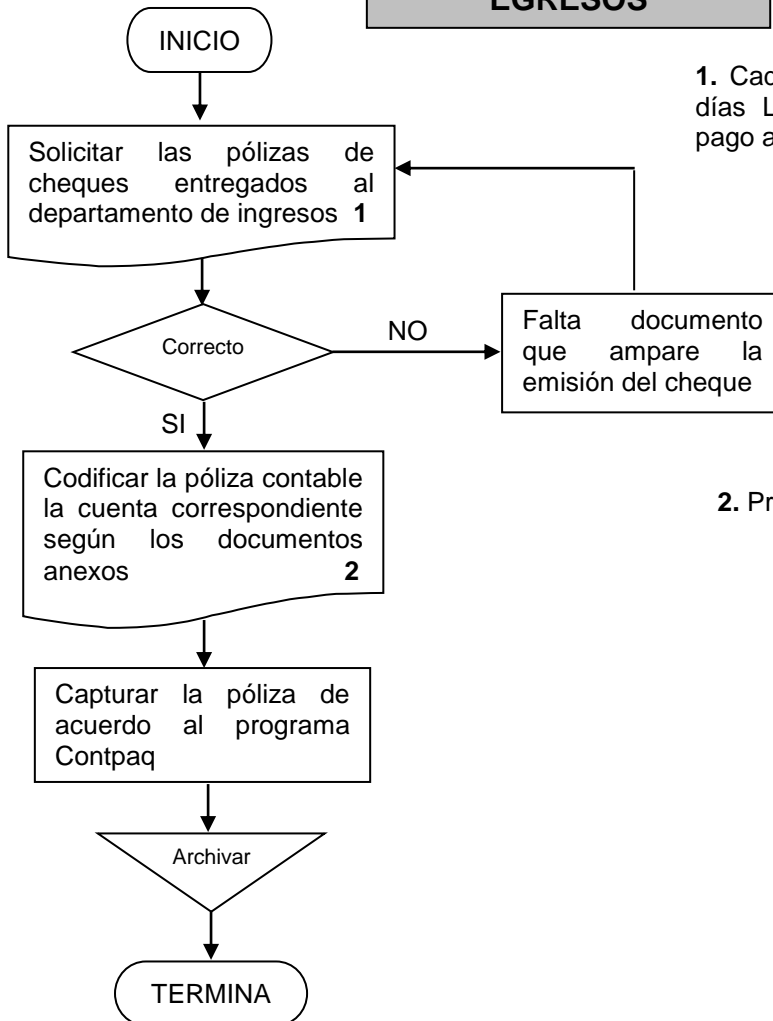 EGRESOS
INICIO
1. Cad
días L
pago a
Solicitar las pólizas de
cheques entregados al
departamento de ingresos 1
Correcto
NO
Falta documento
que ampare la
emisión del cheque
SI
Codificar la póliza contable
la cuenta correspondiente
según los documentos
anexos 2
2. Pr
Capturar la póliza de
acuerdo al programa
Contpaq
Archivar
TERMINA